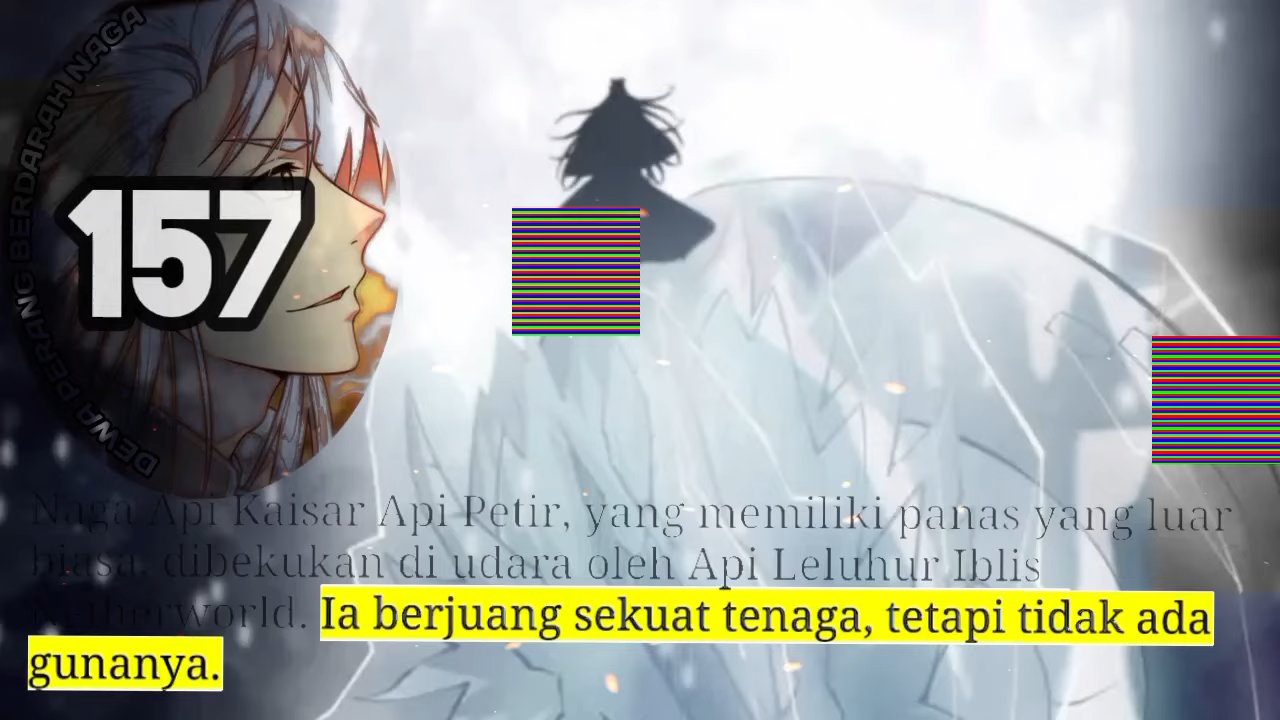 DEWA PERANG BERDARAH NAGA
157
Naga Api Kaisar Api Petir, yang memiliki panas yang luar
biasa, dibekukan di udara oleh Api Leluhur Iblis
Netherworld. Ia berjuang sekuat tenaga, tetapi tidak ada
gunanya.